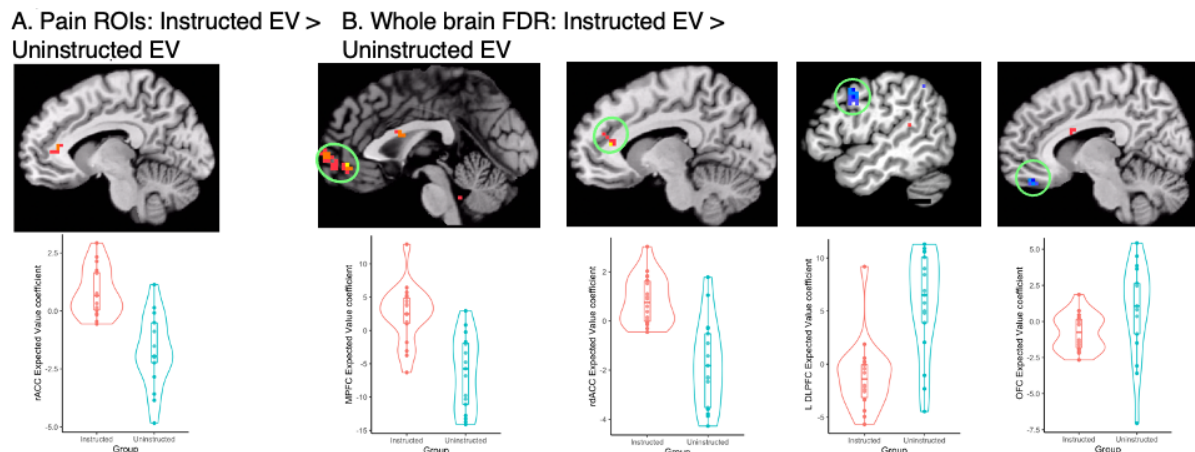 A. Pain ROIs: Instructed EV >
Uninstructed EV
B. Whole brain FDR: Instructed EV >
Uninstructed EV
rACC Expected Value coefficient
2.5
0.0
-2.5
-5.0
Instructed
Uninstructed
Group
MPFC Expected Value coefficient
15
10
5
0
-5
-10
-15
Instructed
Uninstructed
Group
rdACC Expected Value coefficient
2
0
-2
-4
Instructed
Uninstructed
Group
L DLPFC Expected Value coefficient
10
5
0
-5
Instructed
Uninstructed
Group
OFC Expected Value coefficient
5.0
2.5
0.0
-2.5
-5.0
-7.5
Instructed
Uninstructed
Group